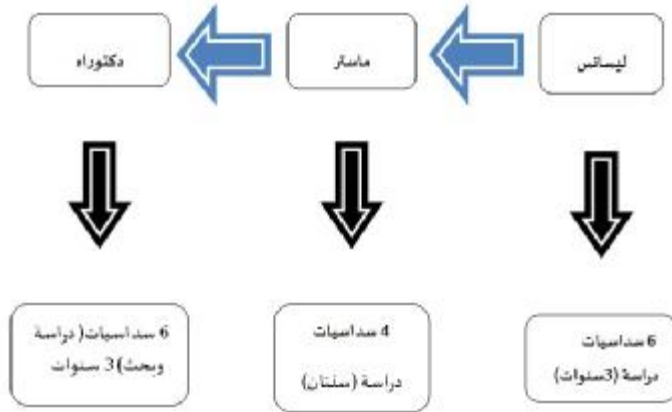 ليسانس
ماستر
دكتوراه
6 سداسيات
دراسة (3سنوات)
4 سداسيات
دراسة (سنتان)
6 سداسيات( دراسة
وبحث) 3 سنوات